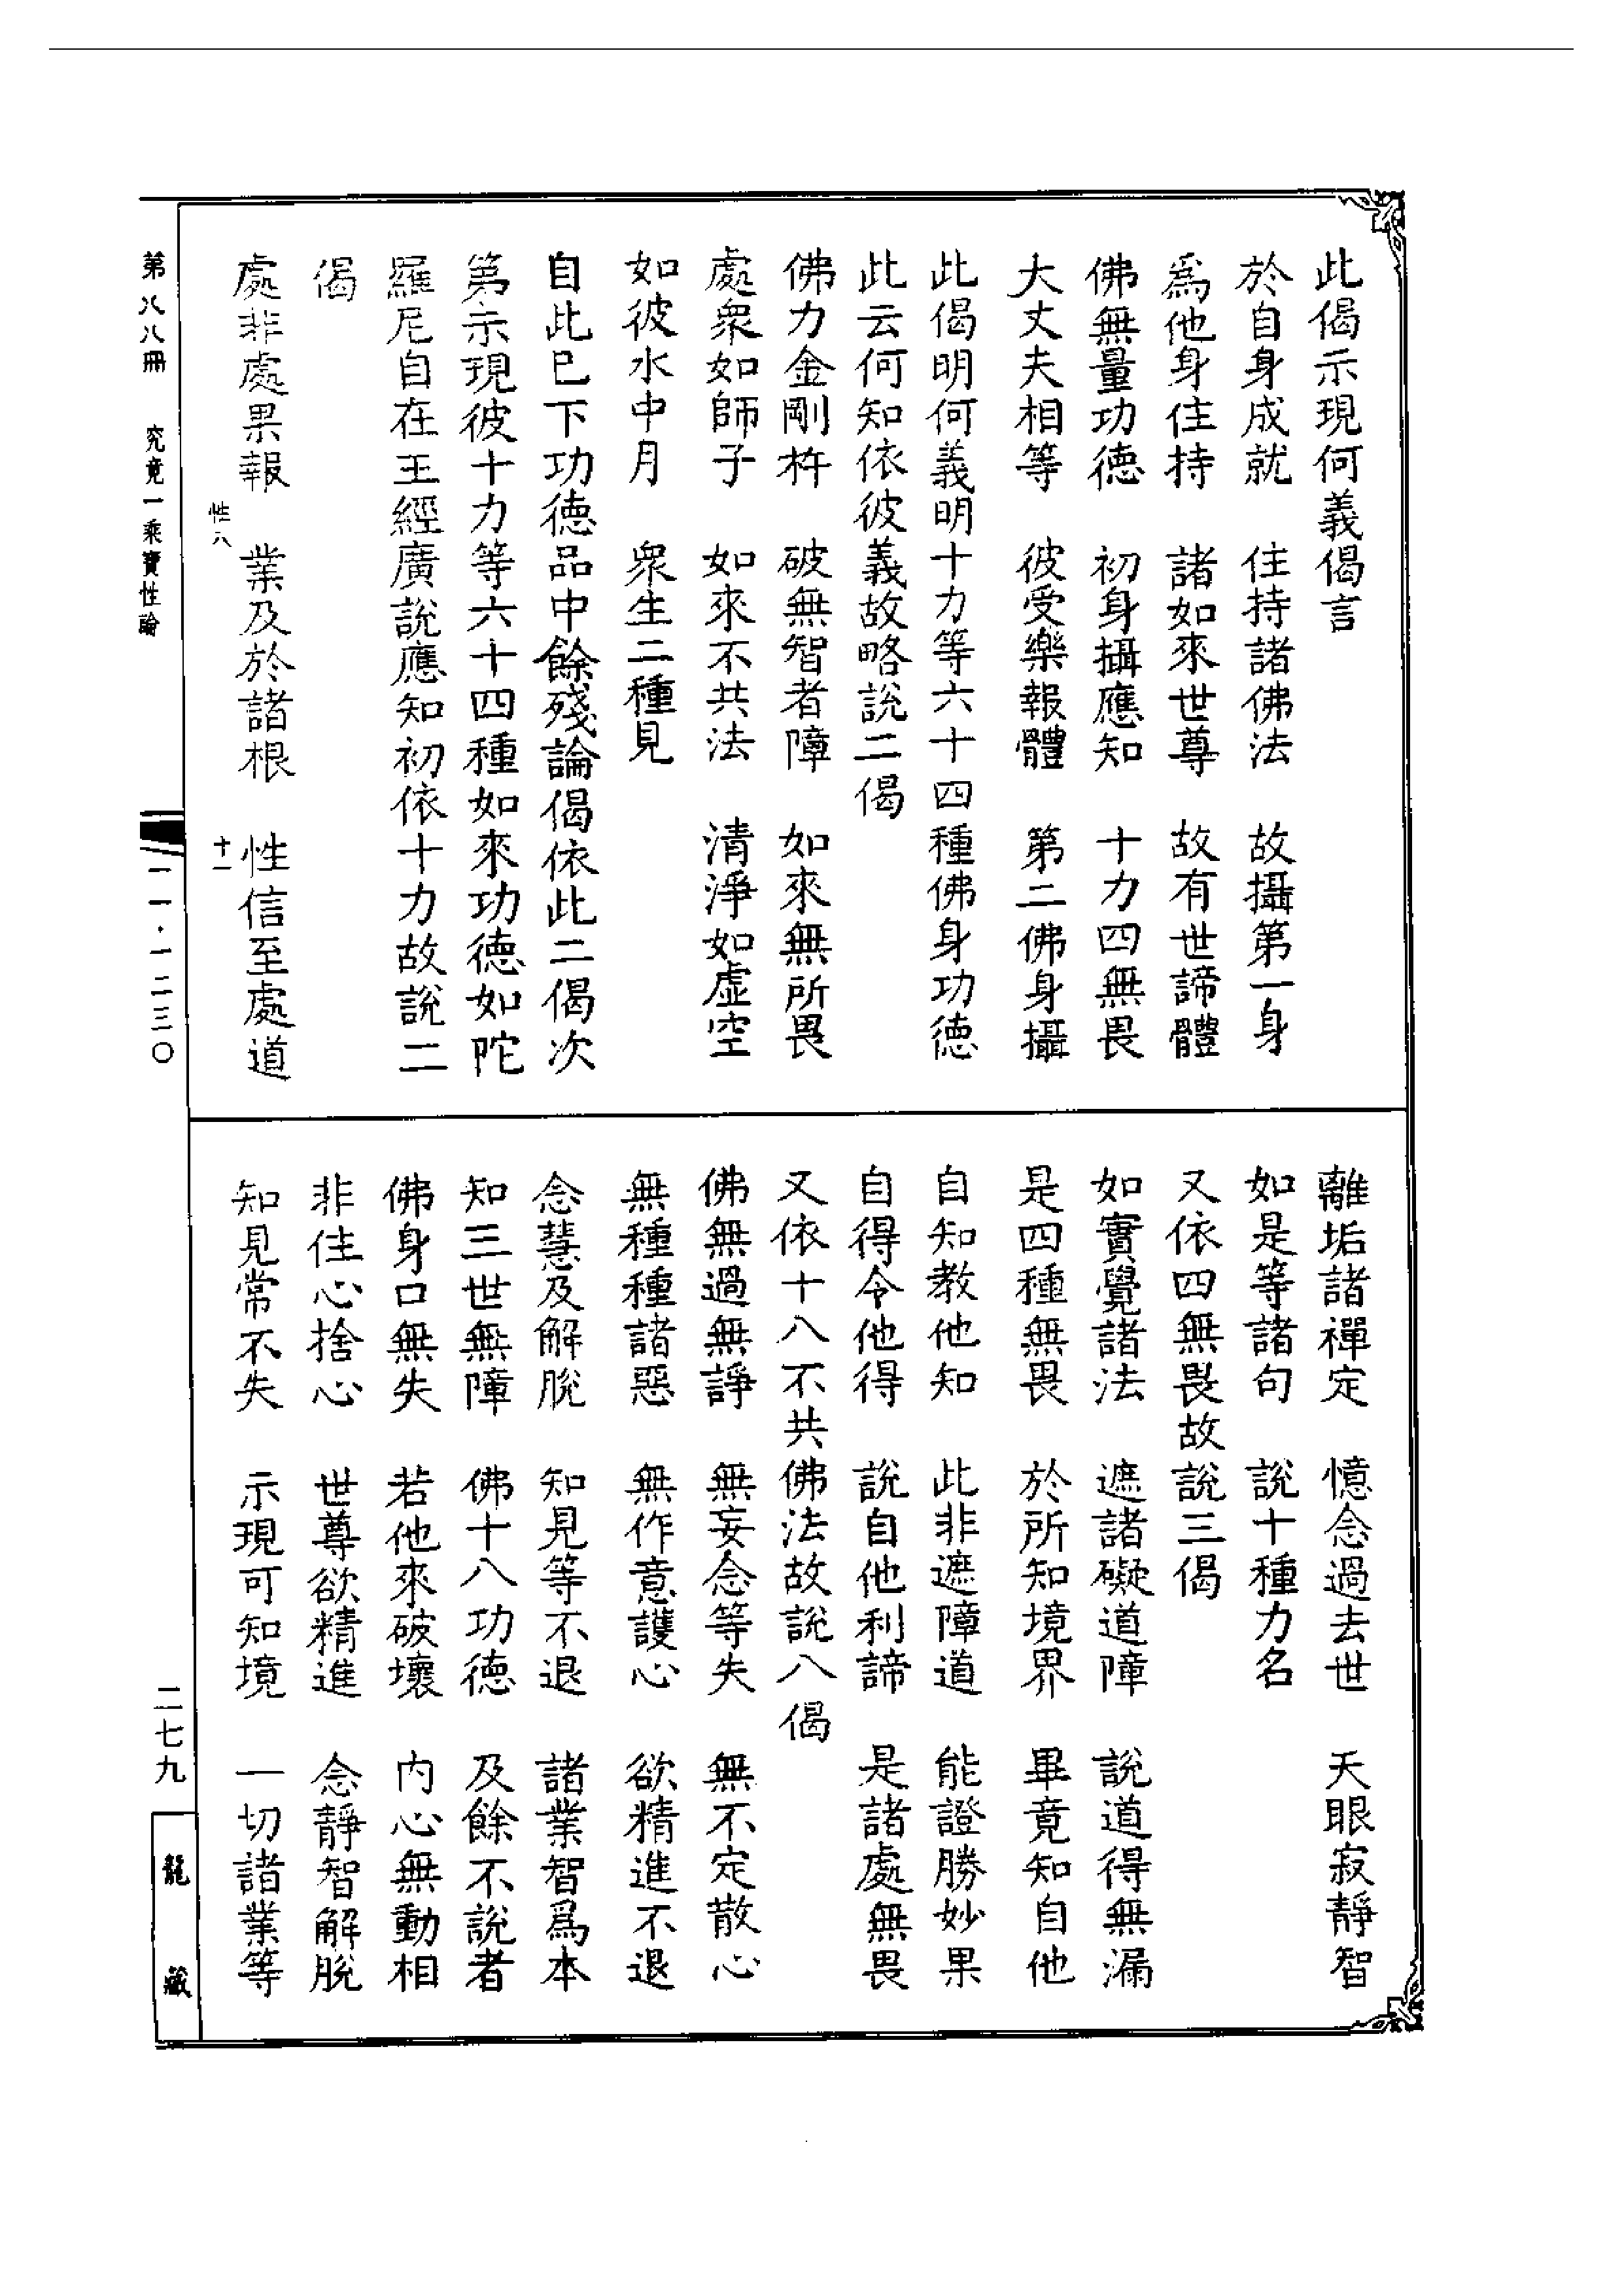 此偈示現何義偈言
於自身成就　住持諸佛法　故攝第一身
爲他身住持　諸如來世尊　故有世諦體
佛無量功德　初身攝應知　十力四無畏
大丈夫相等　彼受樂報體　第二佛身攝
此偈明何義明十力等六十四種佛身功德
此云何知依彼義故略說二偈
佛力金剛杵　破無智者障　如來無所畏
處衆如師子　如來不共法　清淨如虛空
如彼水中月　衆生二種見
自此已下功德品中餘殘論偈依此二偈次
第示現彼十力等六十四種如來功德如陀
羅尼自在王經廣說應知初依十力故說二
偈
處非處果報　業及於諸根　性信至處道
性六　十一
離垢諸禪定　憶念過去世　天眼寂靜智
如是等諸句　說十種力名
又依四無畏故說三偈
如實覺諸法　遮諸礙道障　說道得無漏
是四種無畏　於所知境界　畢竟知自他
自知教他知　此非遮障道　能證勝妙果
自得令他得　說自他利諦　是諸處無畏
又依十八不共佛法故說八偈
佛無過無諍　無妄念等失　無不定散心
無種種諸惡　無作意護心　欲精進不退
念慧及解脫　知見等不退　諸業智爲本
知三世無障　佛十八功德　及餘不說者
佛身口無失　若他來破壞　內心無動相
非住心捨心　世尊欲精進　念靜智解脫
知見常不失　示現可知境　一切諸業等
第八八冊　究竟一乘寶性論　一一·一二三〇　二七九　龍藏